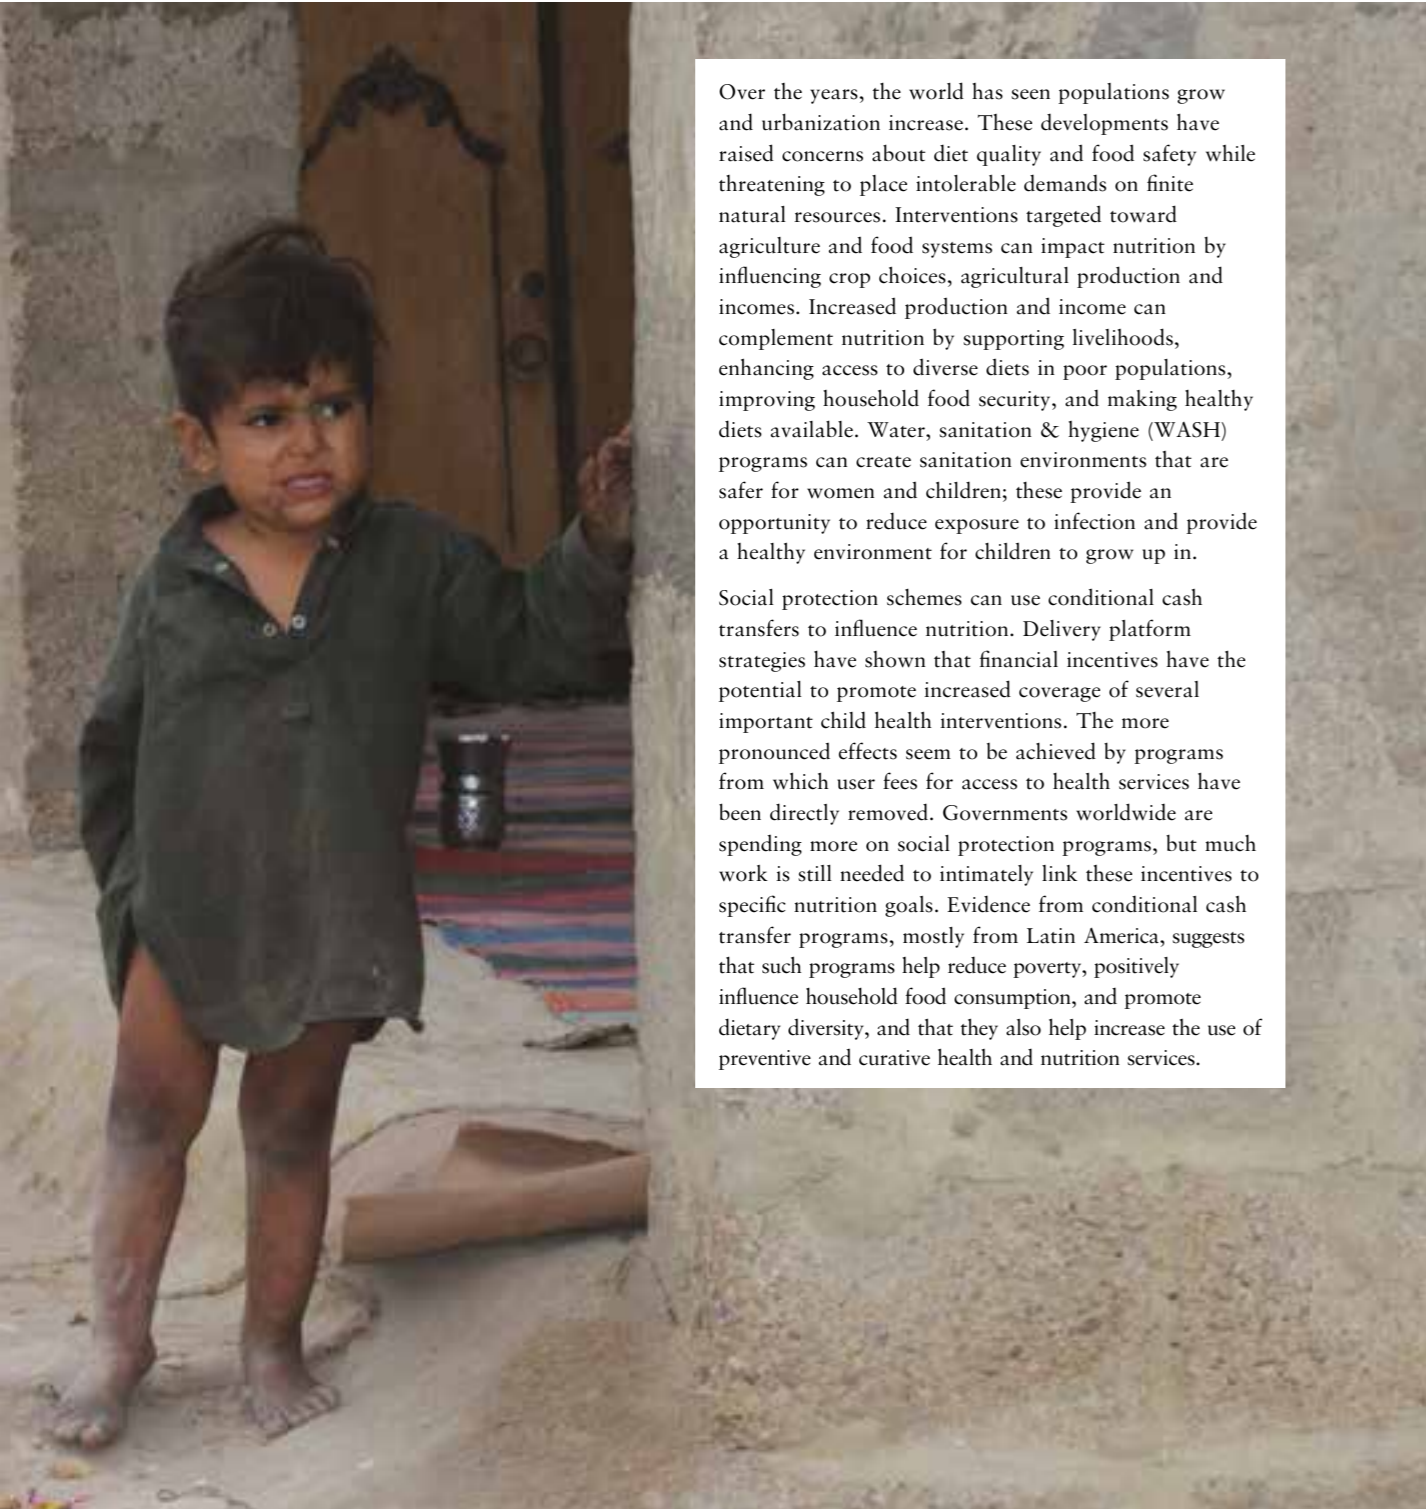 Over the years, the world has seen populations grow
and urbanization increase. These developments have
raised concerns about diet quality and food safety while
threatening to place intolerable demands on finite
natural resources. Interventions targeted toward
agriculture and food systems can impact nutrition by
influencing crop choices, agricultural production and
incomes. Increased production and income can
complement nutrition by supporting livelihoods,
enhancing access to diverse diets in poor populations,
improving household food security, and making healthy
diets available. Water, sanitation & hygiene (WASH)
programs can create sanitation environments that are
safer for women and children; these provide an
opportunity to reduce exposure to infection and provide
a healthy environment for children to grow up in.
Social protection schemes can use conditional cash
transfers to influence nutrition. Delivery platform
strategies have shown that financial incentives have the
potential to promote increased coverage of several
important child health interventions. The more
pronounced effects seem to be achieved by programs
from which user fees for access to health services have
been directly removed. Governments worldwide are
spending more on social protection programs, but much
work is still needed to intimately link these incentives to
specific nutrition goals. Evidence from conditional cash
transfer programs, mostly from Latin America, suggests
that such programs help reduce poverty, positively
influence household food consumption, and promote
dietary diversity, and that they also help increase the use of
preventive and curative health and nutrition services.